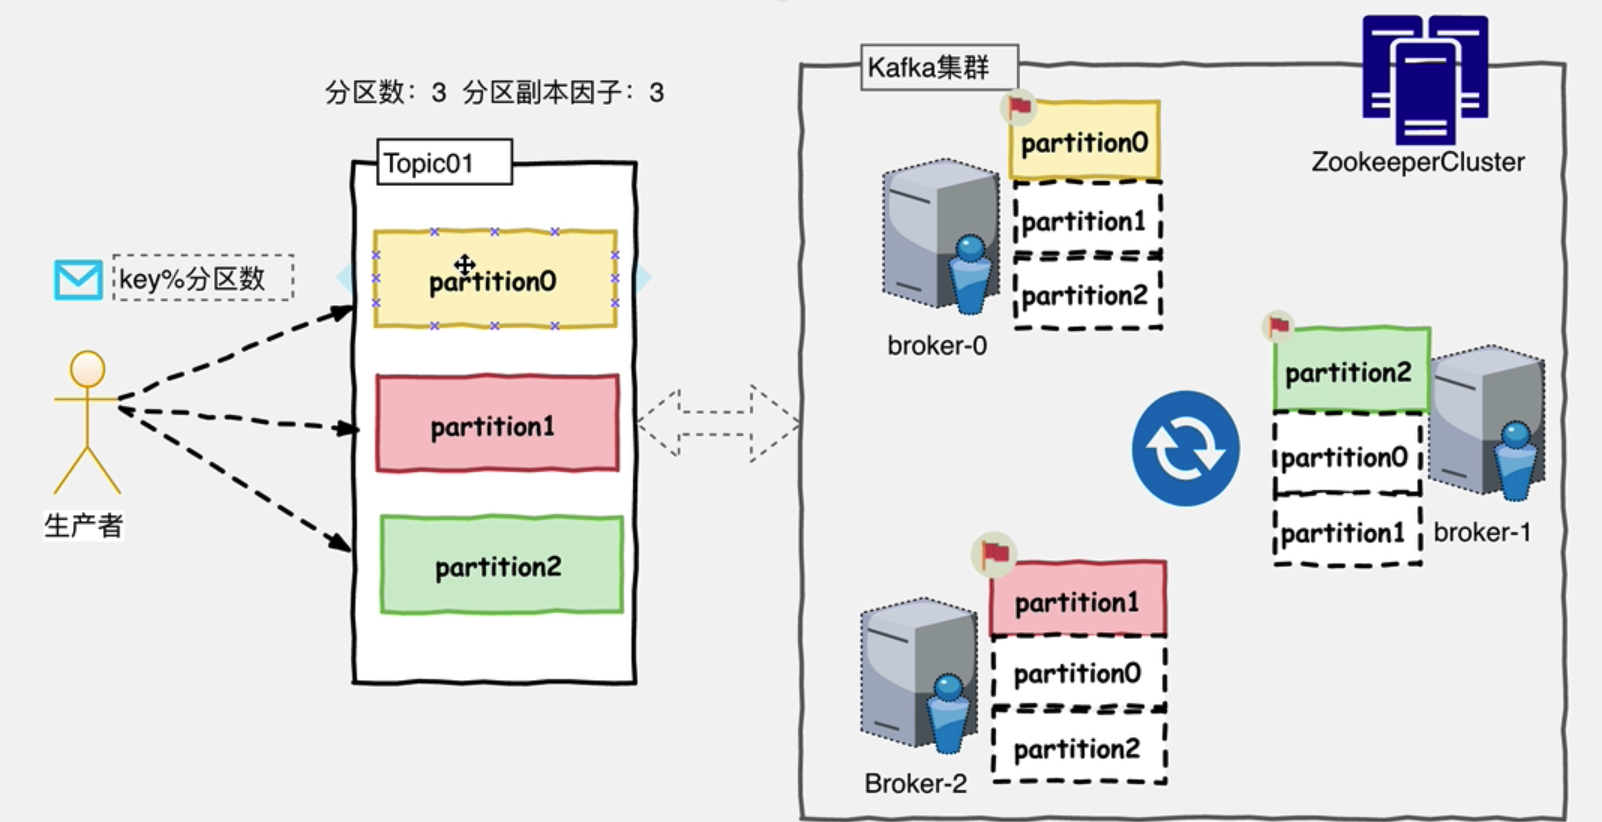 分区数：3 分区副本因子：3
Topic01
key%分区数
partition0
partition1
partition2
生产者
Kafka集群
ZookeeperCluster
partition0
partition1
partition2
broker-0
partition2
partition0
partition1
broker-1
partition1
partition0
partition2
Broker-2